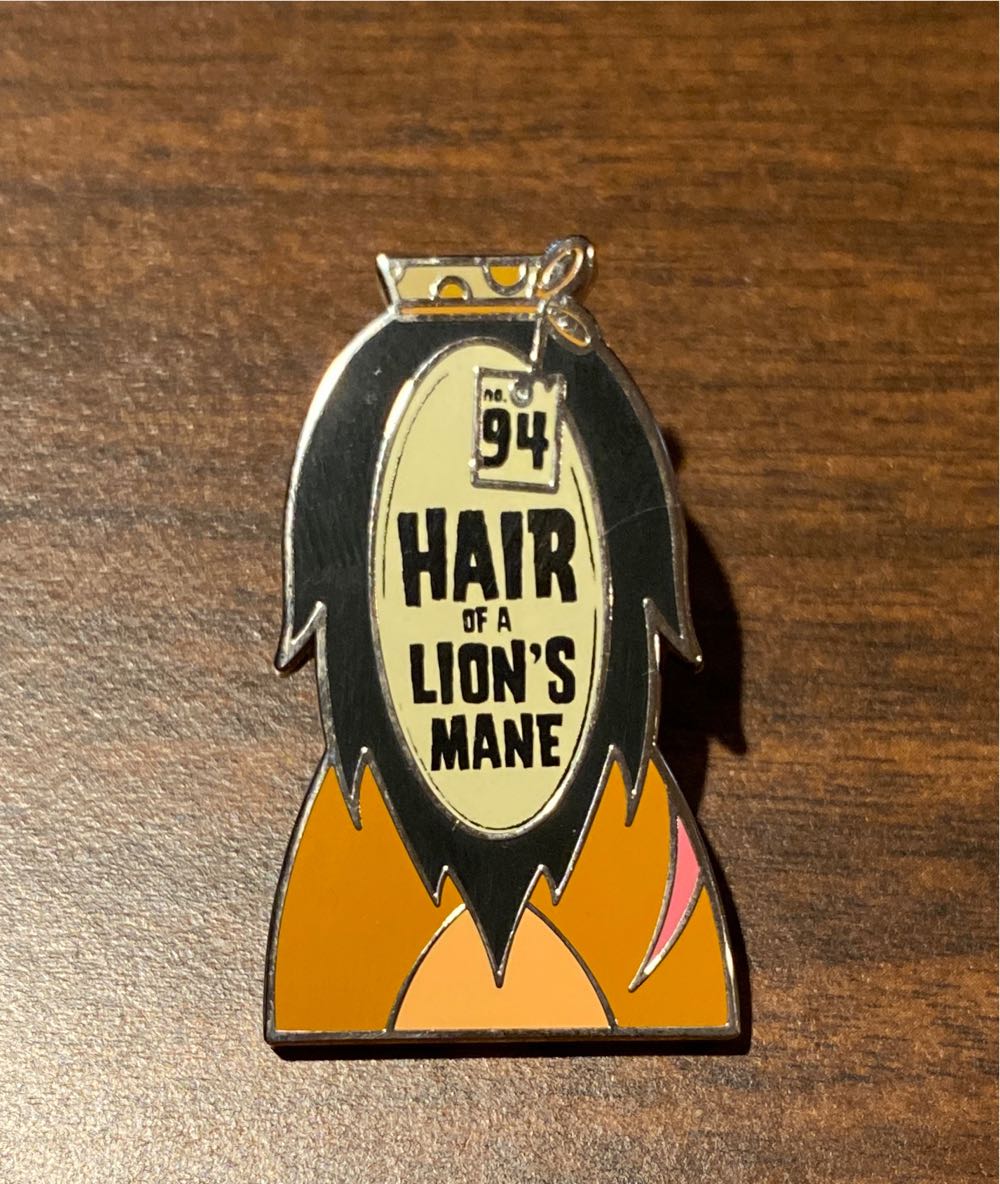 no.
94
HAIR
OF A
LION'S
MANE